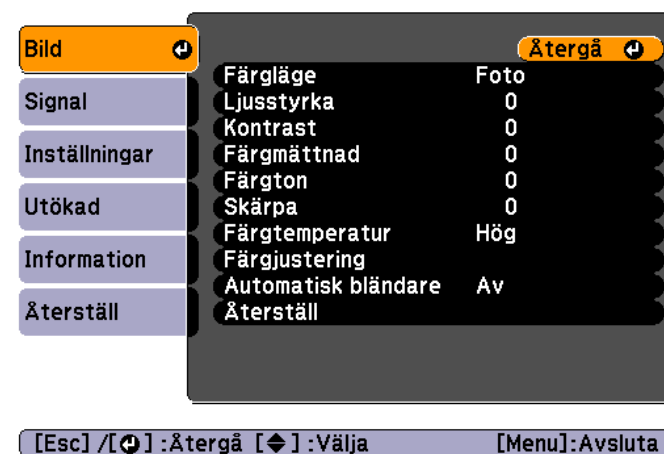 Bild
Signal
Inställningar
Utökad
Information
Återställ
Återgå
Färgläge Foto
Ljusstyrka 0
Kontrast 0
Färgmättnad 0
Färgton 0
Skärpa 0
Färgtemperatur Hög
Färgjustering
Automatisk bländare Av
Återställ
[Esc] /[ ] :Återgå [ ] :Välja [Menu]:Avsluta